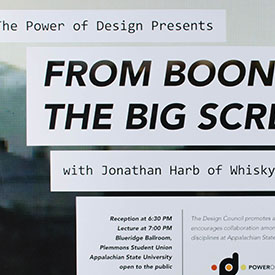 The Power of Design Presents
FROM BOON
THE BIG SCRE
with Jonathan Harb of Whisky
Reception at 6:30 PM
Lecture at 7:00 PM
Blueridge Ballroom,
Plemmons Student Union
Appalachian State University
open to the public
The Design Council promotes a
encourages collaboration among
disciplines at Appalachian State
d
POWERO